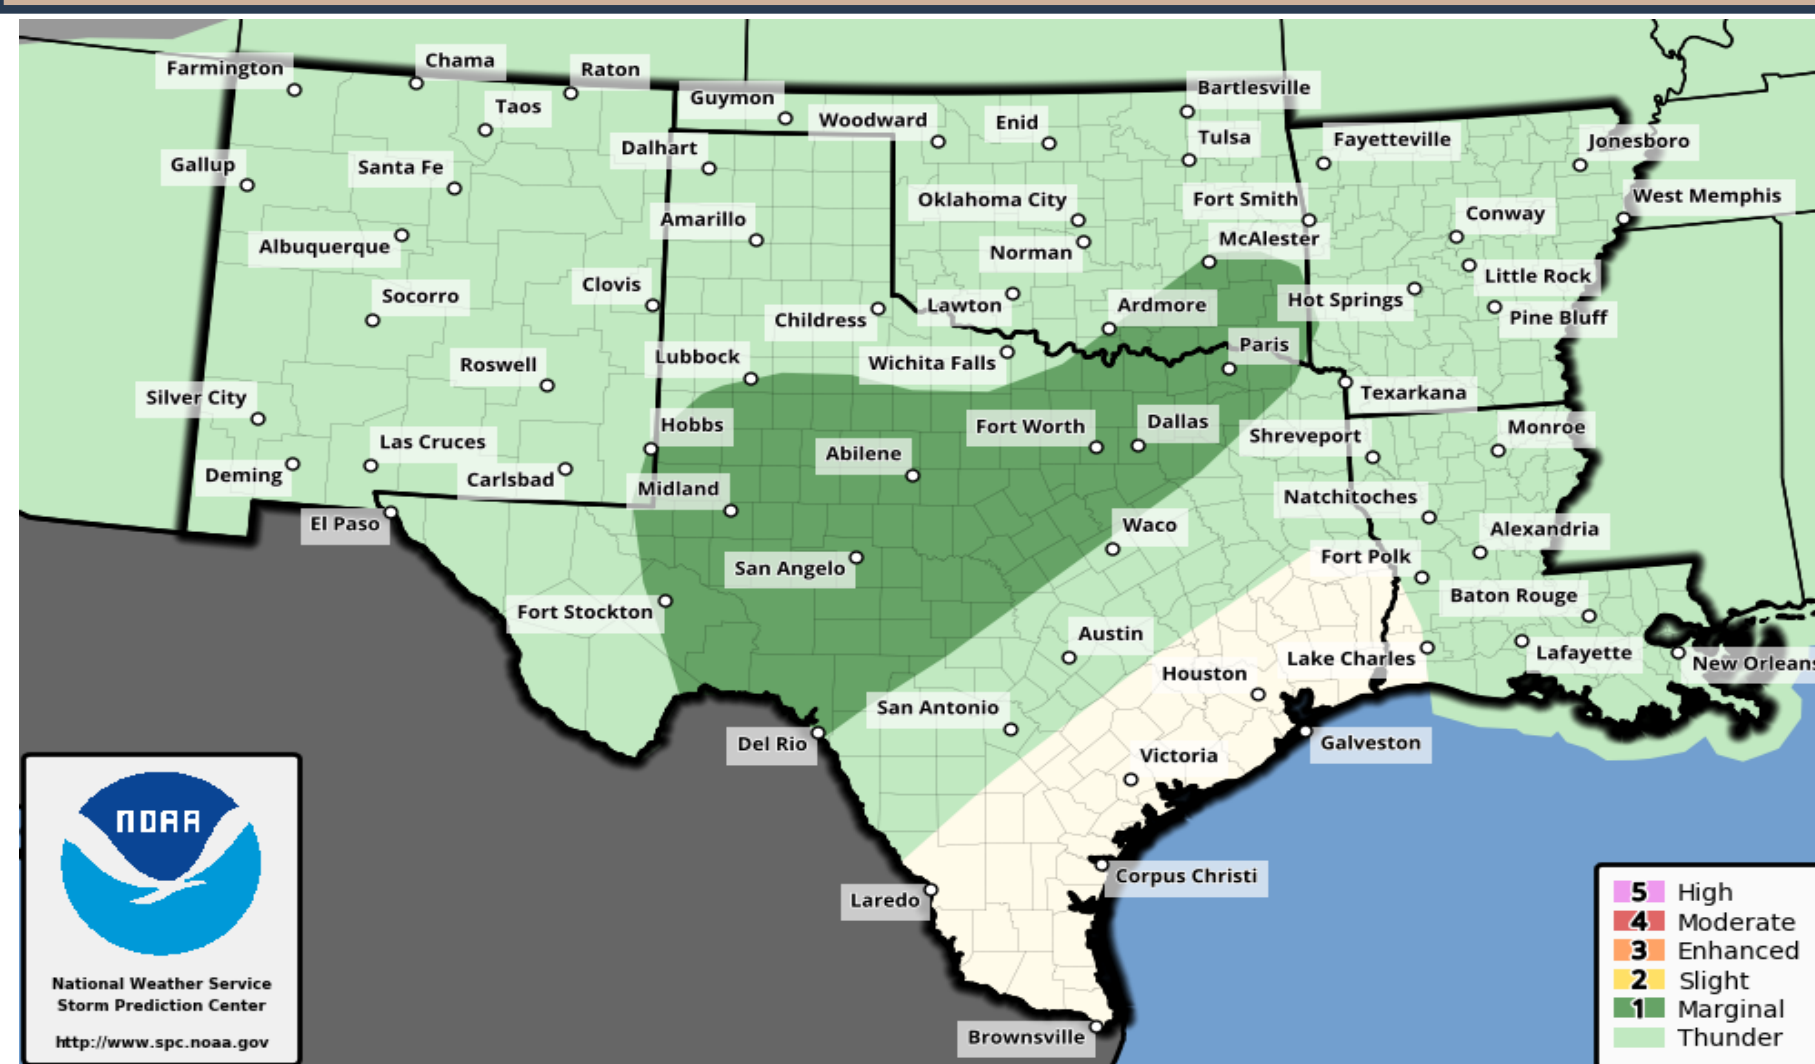 Farmington
Chama
Raton
Taos
Guymon
Woodward
Enid
Bartlesville
Tulsa
Fayetteville
Jonesboro
Gallup
Santa Fe
Dalhart
Oklahoma City
Fort Smith
West Memphis
Albuquerque
Amarillo
Norman
McAlester
Conway
Little Rock
Socorro
Clovis
Childress
Lawton
Ardmore
Hot Springs
Pine Bluff
Roswell
Lubbock
Wichita Falls
Paris
Texarkana
Silver City
Hobbs
Fort Worth
Dallas
Shreveport
Monroe
Las Cruces
Deming
Carlsbad
Midland
Abilene
Natchitoches
El Paso
San Angelo
Waco
Fort Polk
Alexandria
Fort Stockton
Austin
Baton Rouge
Houston
Lake Charles
Lafayette
New Orleans
Del Rio
San Antonio
Victoria
Galveston
Laredo
Corpus Christi
Brownsville
NOAA
National Weather Service
Storm Prediction Center
http://www.spc.noaa.gov
5 High
4 Moderate
3 Enhanced
2 Slight
1 Marginal
Thunder